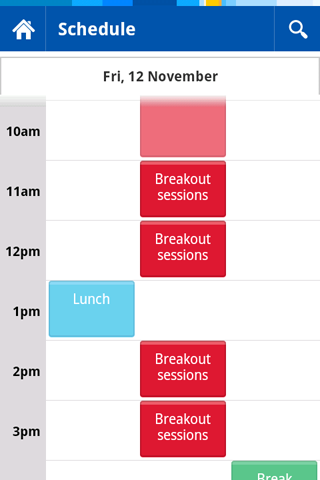 Schedule
Fri, 12 November
10am
11am
Breakout
sessions
12pm
Breakout
sessions
1pm
Lunch
2pm
Breakout
sessions
3pm
Breakout
sessions
Break